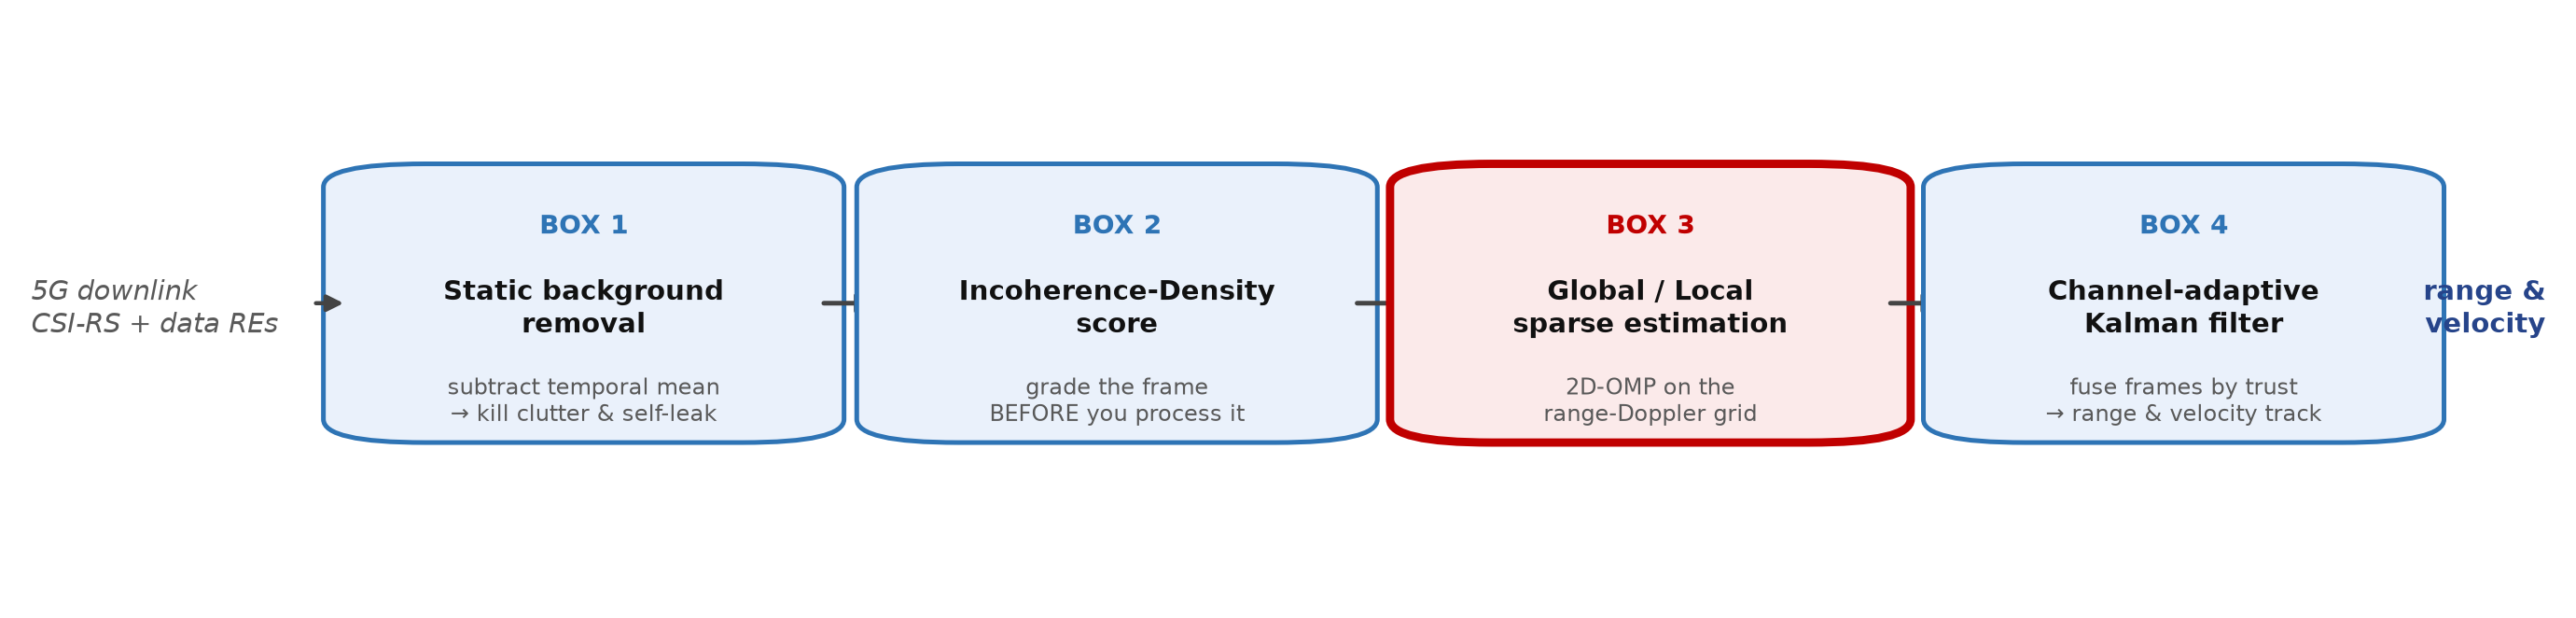 5G downlink
CSI-RS + data REs
BOX 1
Static background
removal
subtract temporal mean
→ kill clutter & self-leak
BOX 2
Incoherence-Density
score
grade the frame
BEFORE you process it
BOX 3
Global / Local
sparse estimation
2D-OMP on the
range-Doppler grid
BOX 4
Channel-adaptive
Kalman filter
fuse frames by trust
→ range & velocity track
range &
velocity